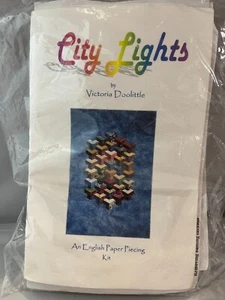 City Lights
by
Victoria Doolittle
An English Paper Piecing
Kit